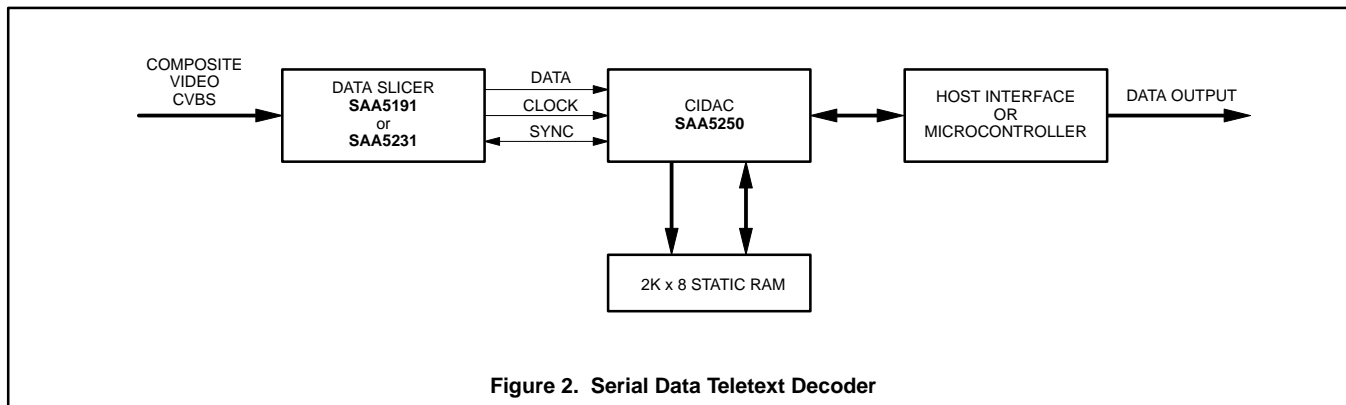 COMPOSITE
VIDEO
CVBS
DATA SLICER
SAA5191
or
SAA5231
DATA
CLOCK
SYNC
CIDAC
SAA5250
HOST INTERFACE
OR
MICROCONTROLLER
DATA OUTPUT
2K x 8 STATIC RAM
Figure 2. Serial Data Teletext Decoder